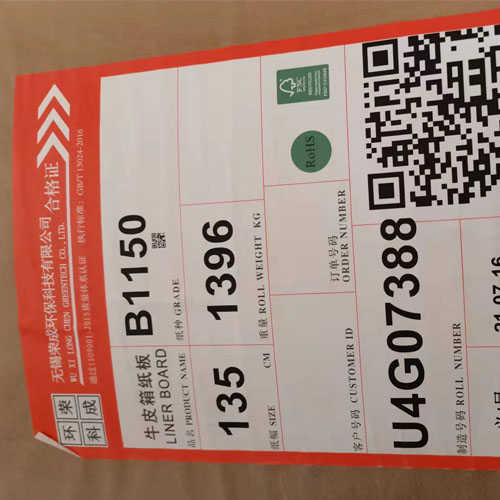 荣成
环科
无锡荣成环保科技有限公司
WU XI LONG CHEN GREENTECH CO.,LTD.
通过ISO9001:2015质量体系认证 执行标准: GB/T 13024-2016
合格证
牛皮箱纸板
LINER BOARD
品名 PRODUCT NAME
B1150
纸种 GRADE
135
纸幅 SIZE CM
1396
重量 ROLL WEIGHT KG
客户号码 CUSTOMER ID
订单号码
ORDER NUMBER
FSC
RECYCLED
RoHS
U4G07388
制造号码 ROLL NUMBER